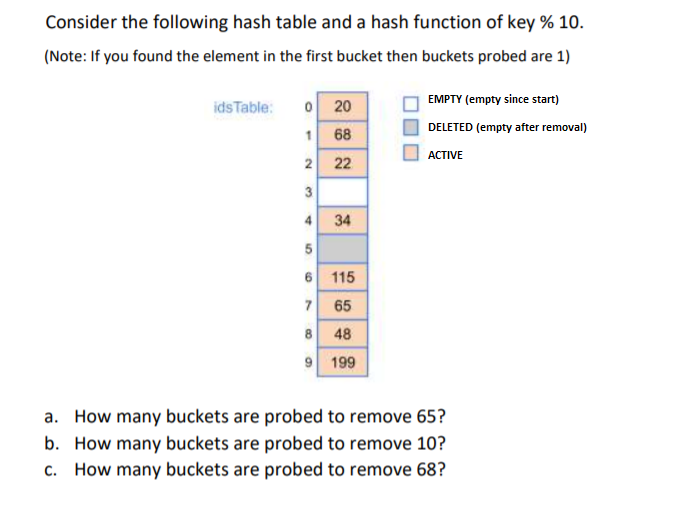 Consider the following hash table and a hash function of key % 10.
(Note: If you found the element in the first bucket then buckets probed are 1)
idsTable: 0 20 EMPTY (empty since start)
1 68 DELETED (empty after removal)
2 22 ACTIVE
3
4 34
5
6 115
7 65
8 48
9 199
a. How many buckets are probed to remove 65?
b. How many buckets are probed to remove 10?
c. How many buckets are probed to remove 68?